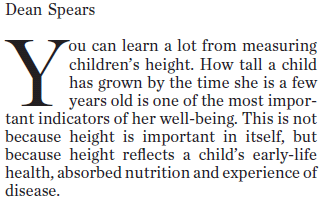 Dean Spears
You can learn a lot from measuring
children's height. How tall a child
has grown by the time she is a few
years old is one of the most impor-
tant indicators of her well-being. This is not
because height is important in itself, but
because height reflects a child's early-life
health, absorbed nutrition and experience of
disease.